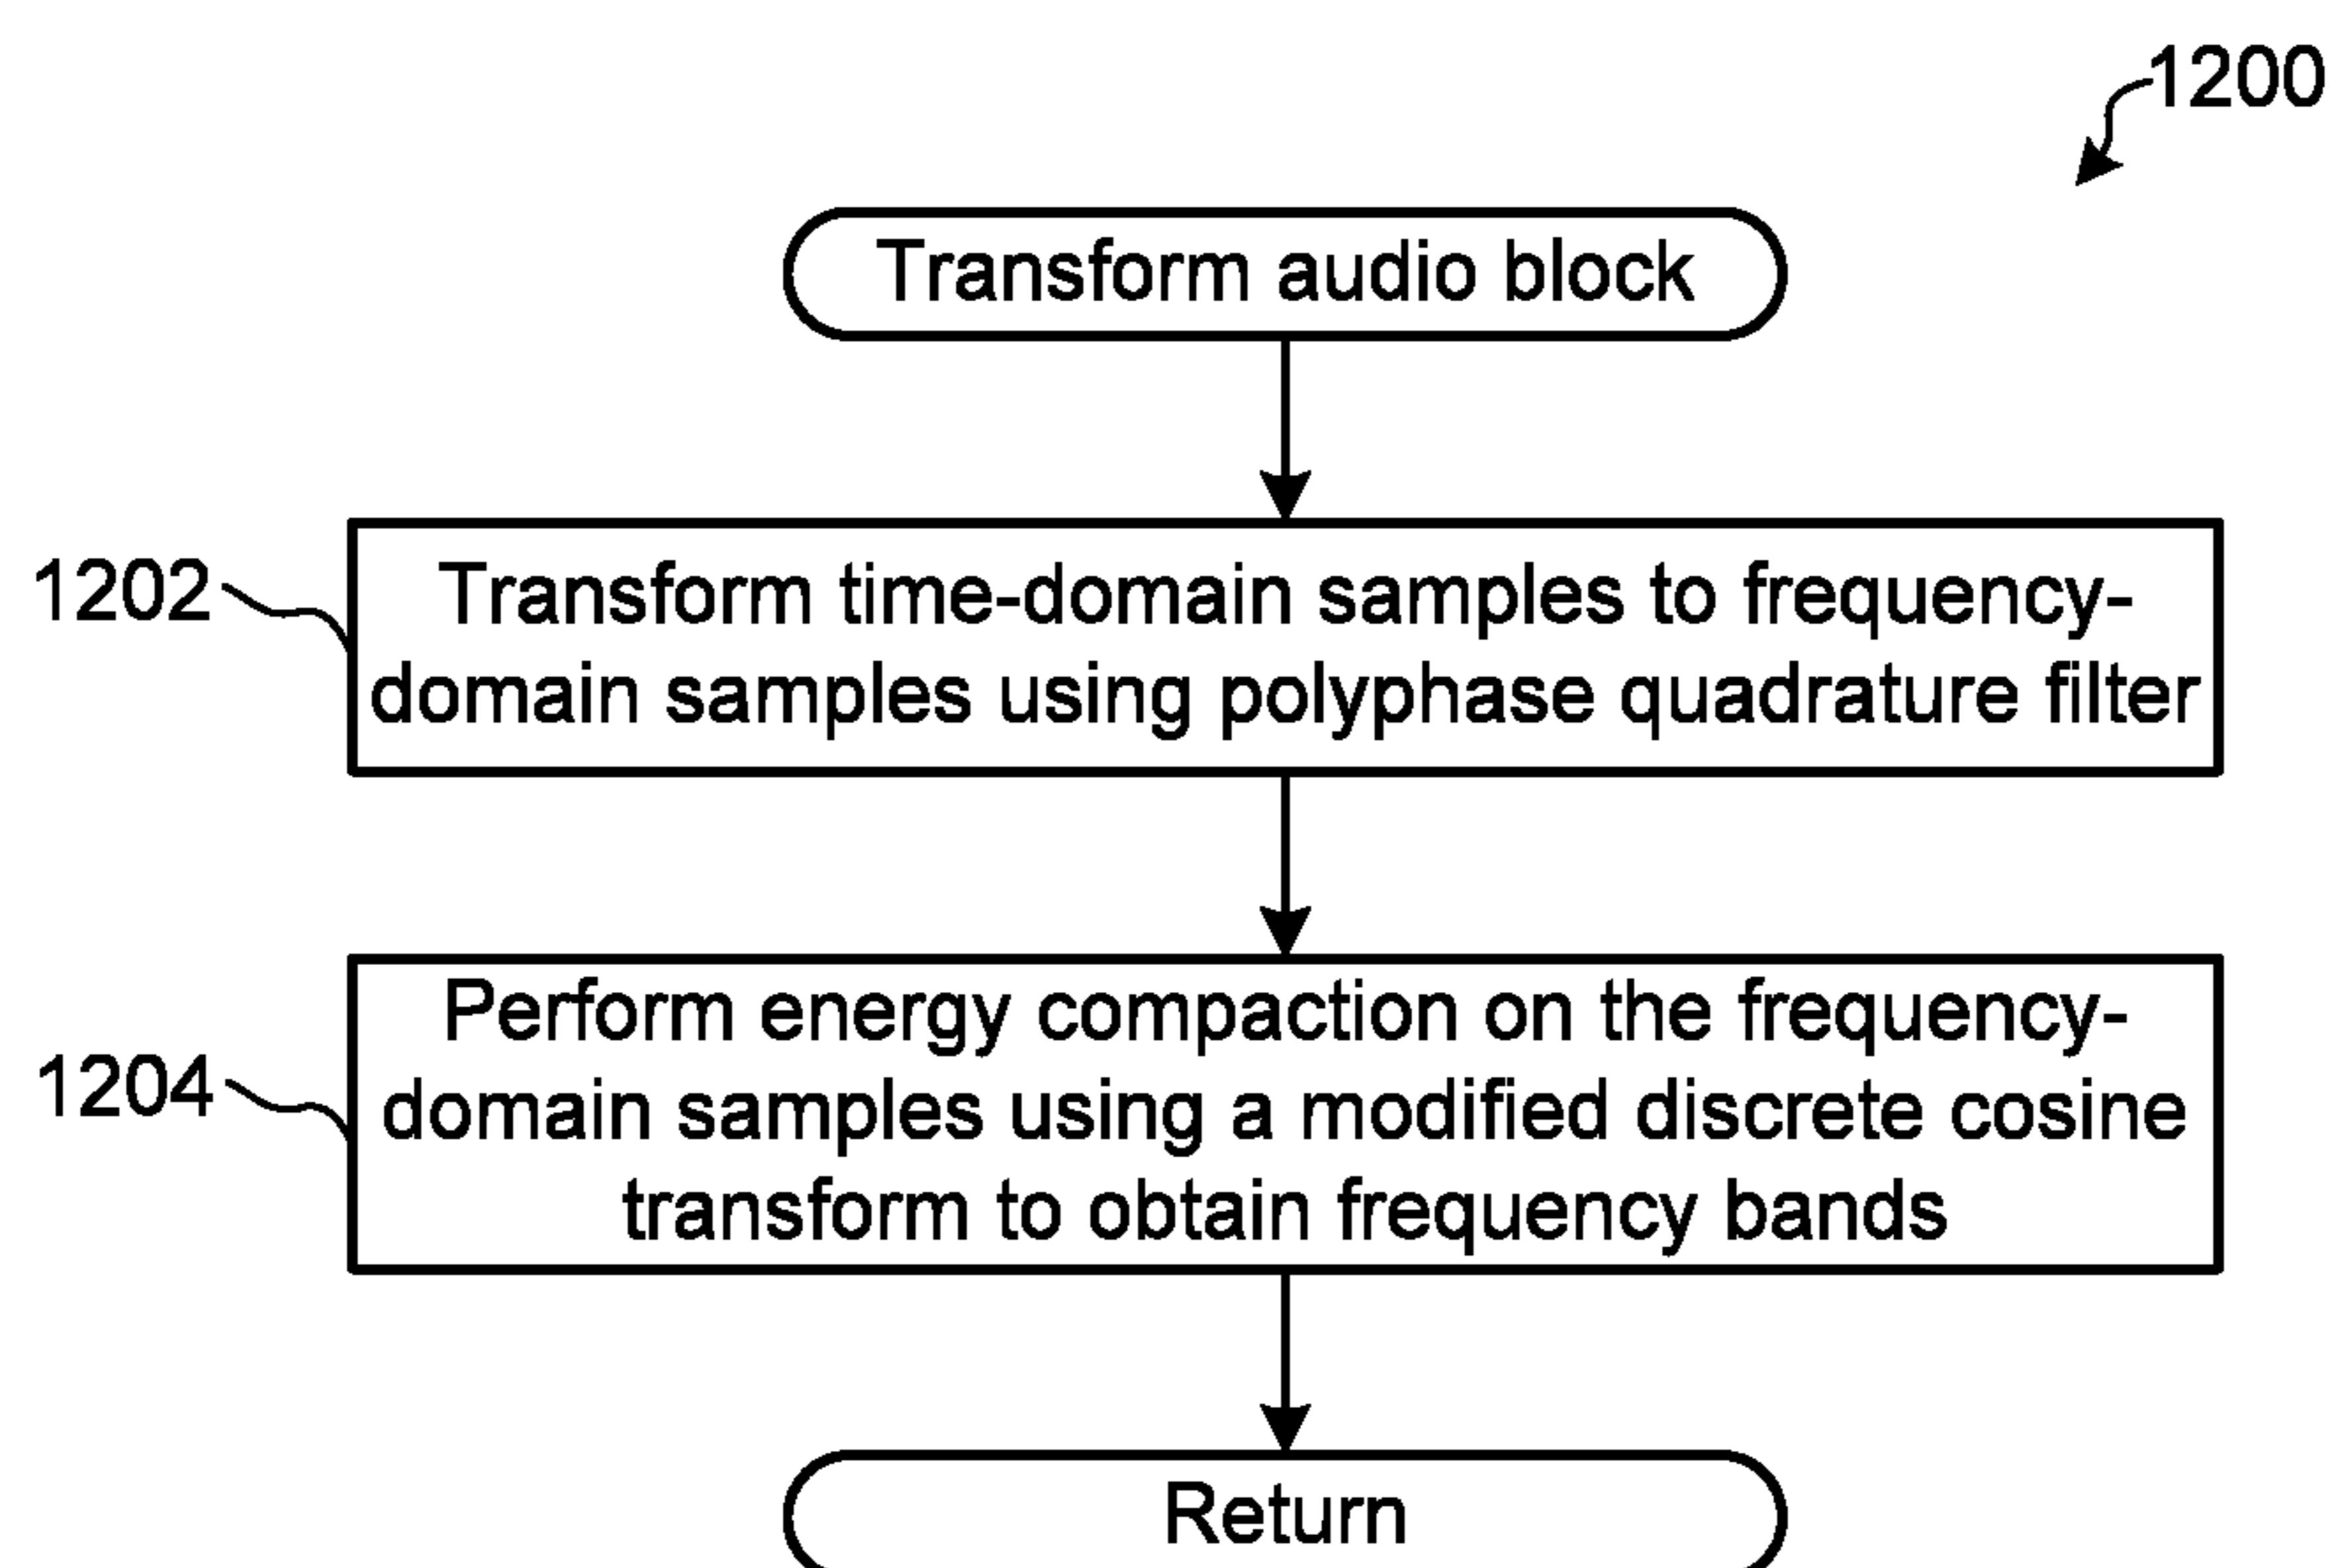 1200
Transform audio block
1202
Transform time-domain samples to frequency-
domain samples using polyphase quadrature filter
1204
Perform energy compaction on the frequency-
domain samples using a modified discrete cosine
transform to obtain frequency bands
Return